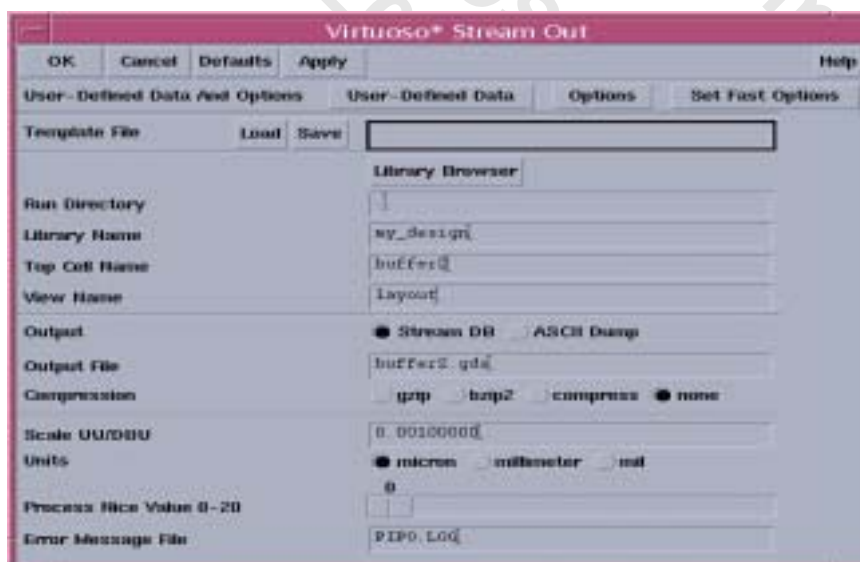 Virtuoso* Stream Out
OK Cancel Defaults Apply Help
User-Defined Data And Options User-Defined Data Options Set Fast Options
Template File Load Save
Library Browser
Run Directory .
Library Name my_design
Top Cell Name buffer2
View Name layout
Output Stream DB ASCII Dump
Output File buffer2.gds
Compression gzip bzip2 compress none
Scale UU/DBU 0.00100000
Units micron millimeter mil
0
Process Nice Value 0-20
Error Message File PIPO.LOG